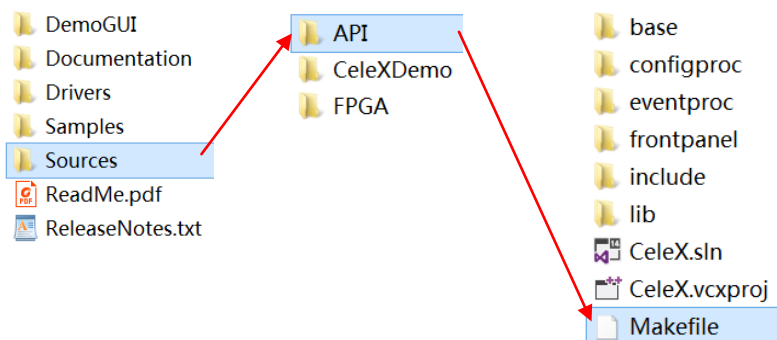 DemoGUI
Documentation
Drivers
Samples
Sources
ReadMe.pdf
ReleaseNotes.txt
API
CeleXDemo
FPGA
base
configproc
eventproc
frontpanel
include
lib
CeleX.sln
CeleX.vcxproj
Makefile